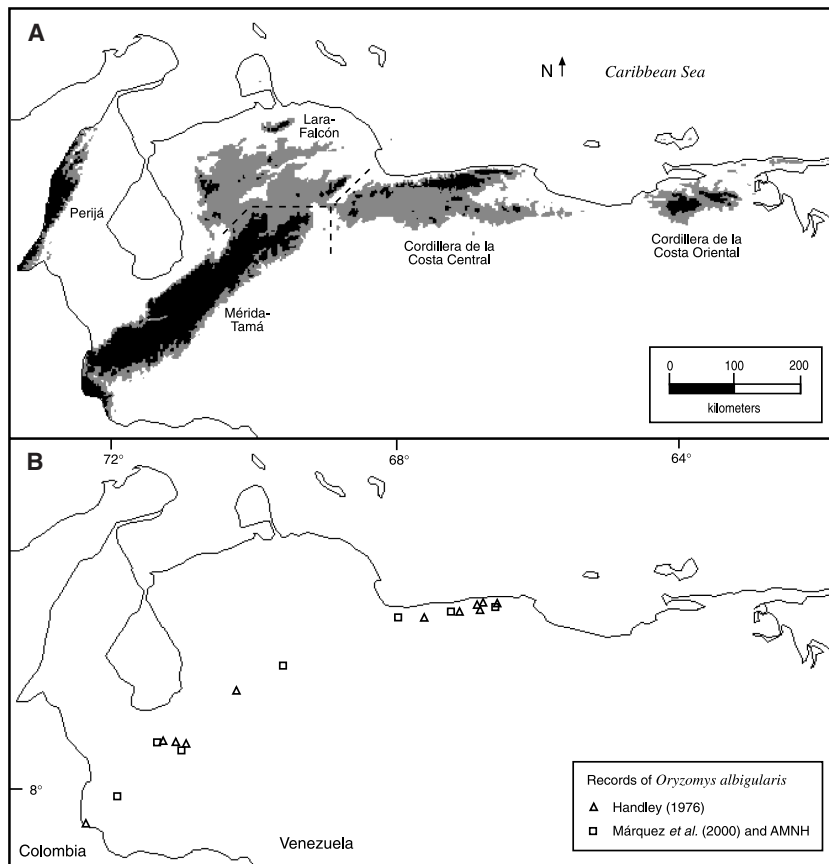 A
N
Caribbean Sea
Lara-
Falcón
Perijá
Cordillera de la
Costa Central
Cordillera de la
Costa Oriental
Mérida-
Tamá
0 100 200
kilometers
B
72° 68° 64°
8°
Colombia
Venezuela
Records of Oryzomys albigularis
Handley (1976)
Márquez et al. (2000) and AMNH